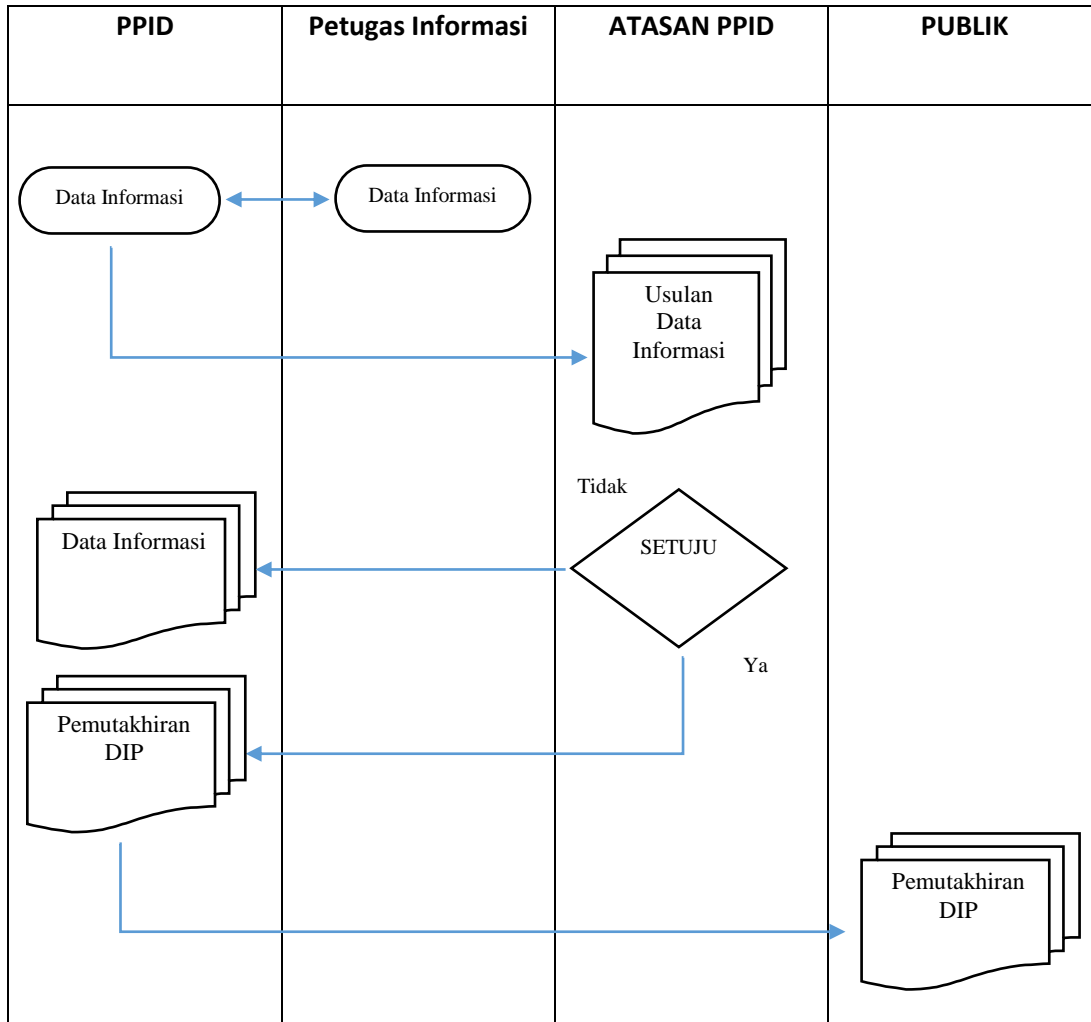 PPID
Petugas Informasi
ATASAN PPID
PUBLIK
Data Informasi
Data Informasi
Usulan
Data
Informasi
Tidak
SETUJU
Data Informasi
Ya
Pemutakhiran
DIP
Pemutakhiran
DIP